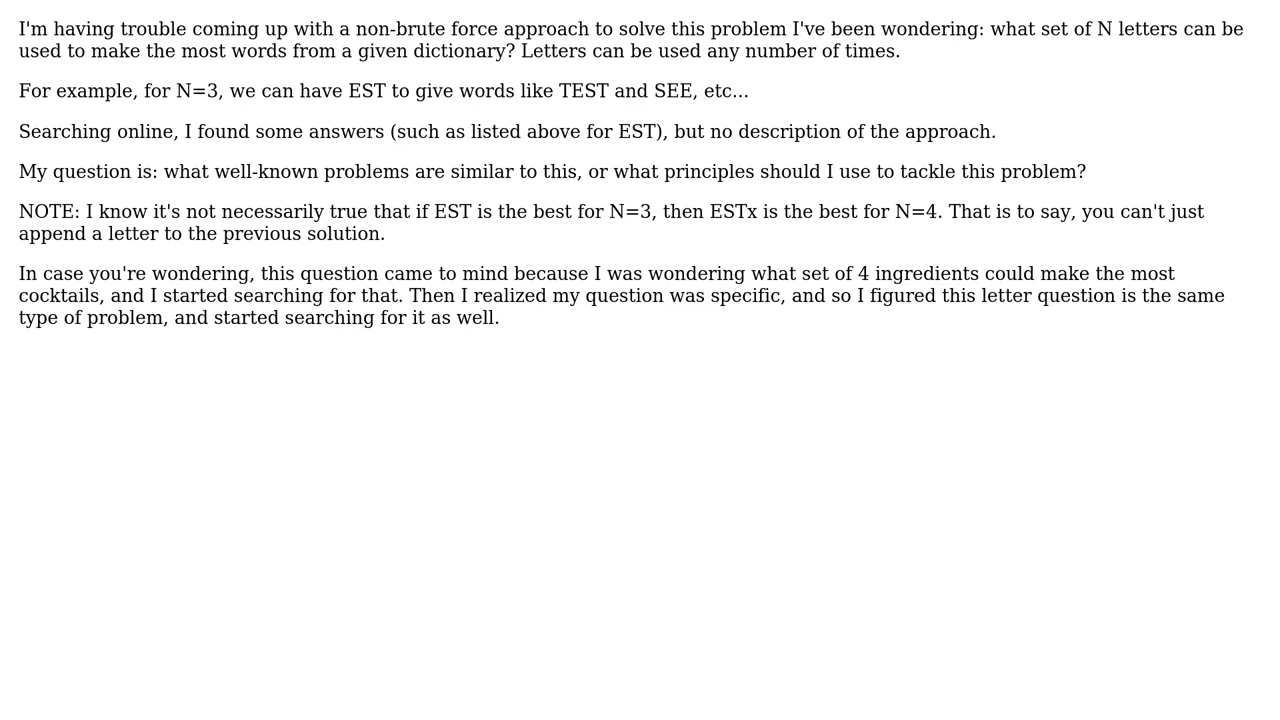 I'm having trouble coming up with a non-brute force approach to solve this problem I've been wondering: what set of N letters can be
used to make the most words from a given dictionary? Letters can be used any number of times.
For example, for N=3, we can have EST to give words like TEST and SEE, etc...
Searching online, I found some answers (such as listed above for EST), but no description of the approach.
My question is: what well-known problems are similar to this, or what principles should I use to tackle this problem?
NOTE: I know it's not necessarily true that if EST is the best for N=3, then ESTx is the best for N=4. That is to say, you can't just
append a letter to the previous solution.
In case you're wondering, this question came to mind because I was wondering what set of 4 ingredients could make the most
cocktails, and I started searching for that. Then I realized my question was specific, and so I figured this letter question is the same
type of problem, and started searching for it as well.